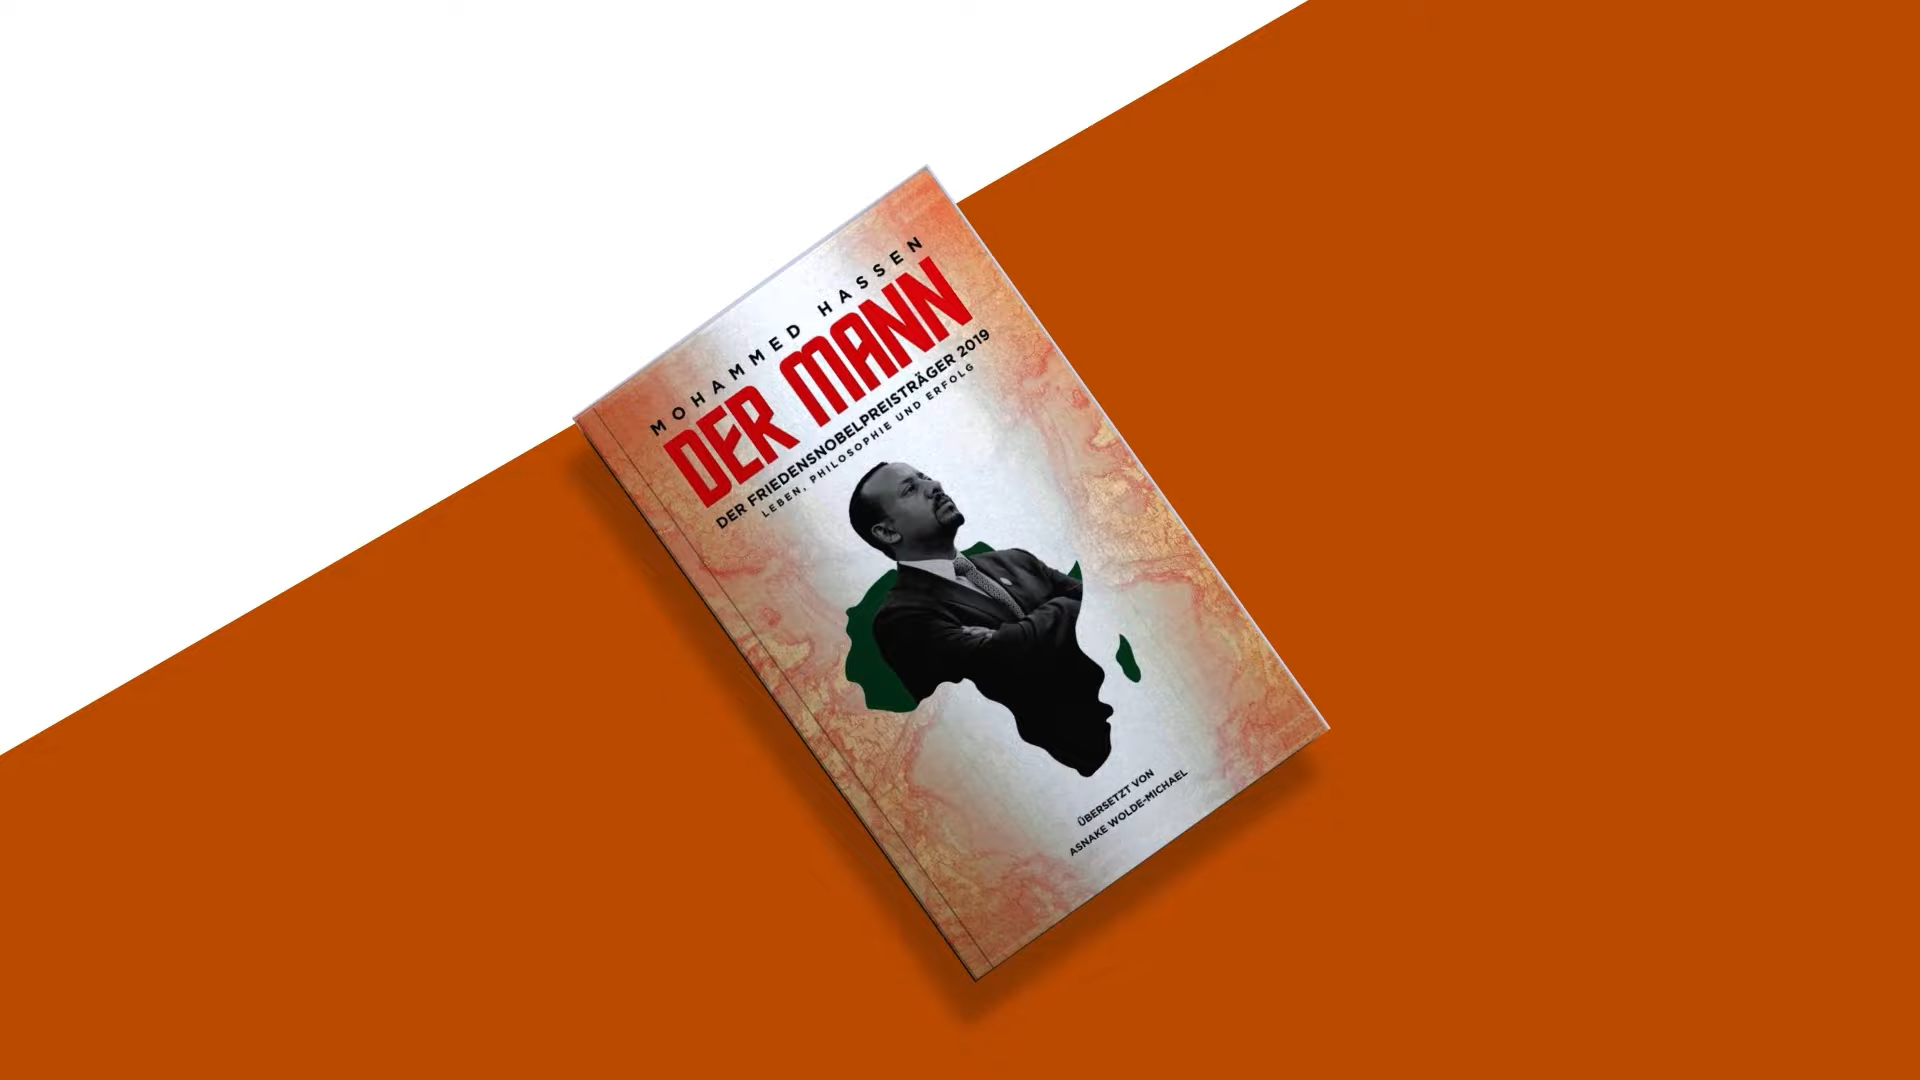 MOHAMMED HASSEN
DER MANN
DER FRIEDENSNOBELPREISTRÄGER 2019
LEBEN, PHILOSOPHIE UND ERFOLG
ÜBERSETZT VON
ASNAKE WOLDE-MICHAEL